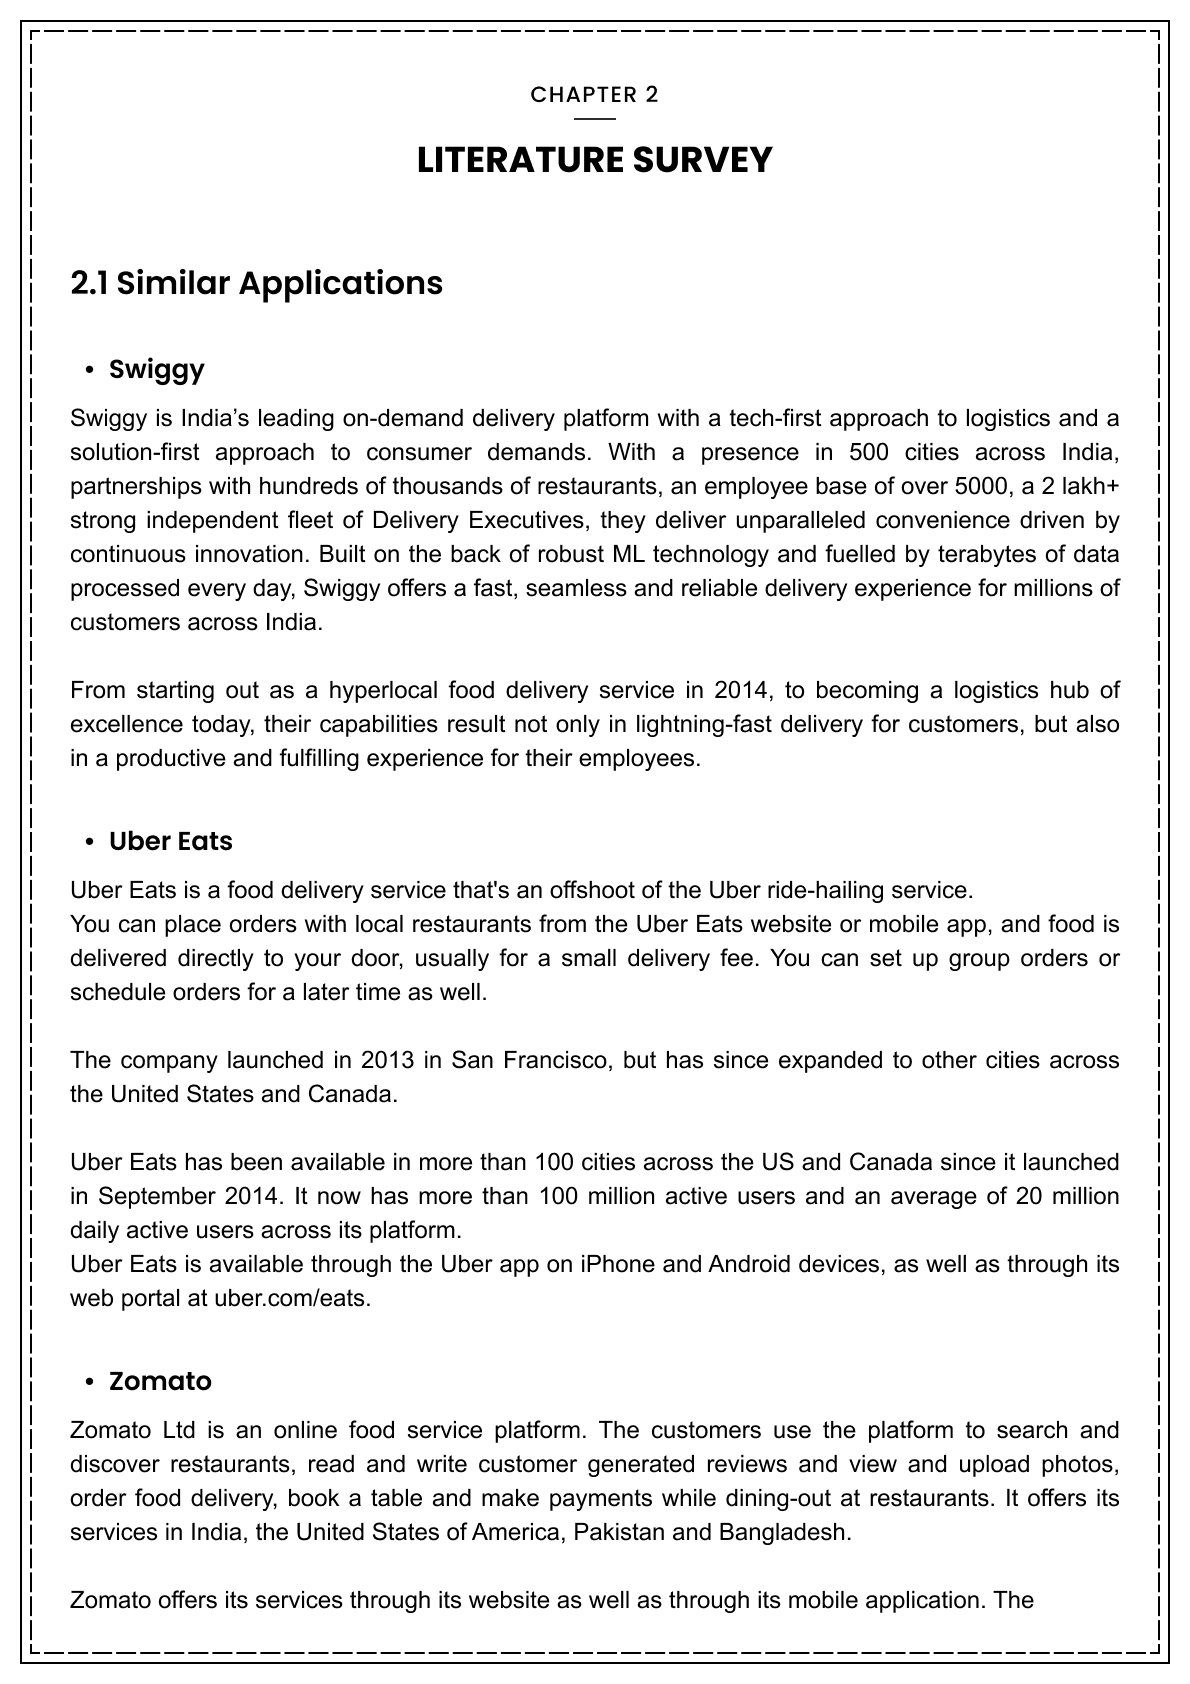 CHAPTER 2
LITERATURE SURVEY
2.1 Similar Applications
• Swiggy
Swiggy is India’s leading on-demand delivery platform with a tech-first approach to logistics and a
solution-first approach to consumer demands. With a presence in 500 cities across India,
partnerships with hundreds of thousands of restaurants, an employee base of over 5000, a 2 lakh+
strong independent fleet of Delivery Executives, they deliver unparalleled convenience driven by
continuous innovation. Built on the back of robust ML technology and fuelled by terabytes of data
processed every day, Swiggy offers a fast, seamless and reliable delivery experience for millions of
customers across India.
From starting out as a hyperlocal food delivery service in 2014, to becoming a logistics hub of
excellence today, their capabilities result not only in lightning-fast delivery for customers, but also
in a productive and fulfilling experience for their employees.
• Uber Eats
Uber Eats is a food delivery service that's an offshoot of the Uber ride-hailing service.
You can place orders with local restaurants from the Uber Eats website or mobile app, and food is
delivered directly to your door, usually for a small delivery fee. You can set up group orders or
schedule orders for a later time as well.
The company launched in 2013 in San Francisco, but has since expanded to other cities across
the United States and Canada.
Uber Eats has been available in more than 100 cities across the US and Canada since it launched
in September 2014. It now has more than 100 million active users and an average of 20 million
daily active users across its platform.
Uber Eats is available through the Uber app on iPhone and Android devices, as well as through its
web portal at uber.com/eats.
• Zomato
Zomato Ltd is an online food service platform. The customers use the platform to search and
discover restaurants, read and write customer generated reviews and view and upload photos,
order food delivery, book a table and make payments while dining-out at restaurants. It offers its
services in India, the United States of America, Pakistan and Bangladesh.
Zomato offers its services through its website as well as through its mobile application. The